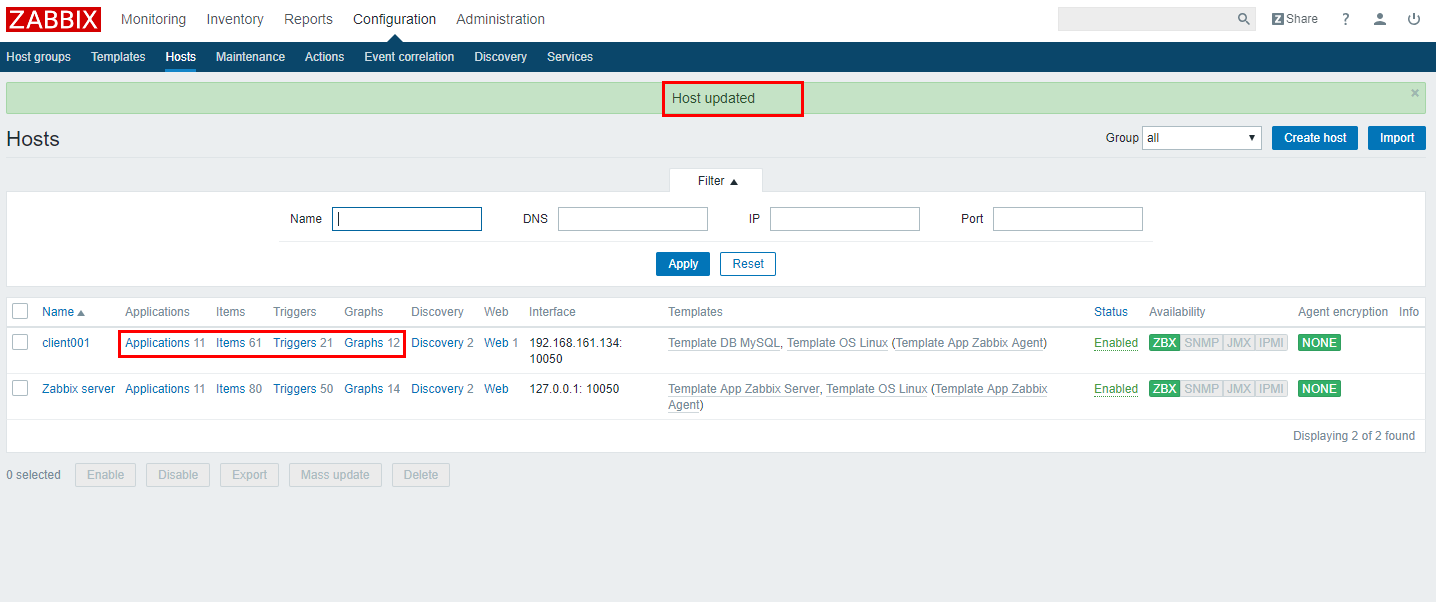 ZABBIX Monitoring Inventory Reports Configuration Administration Z Share ?
Host groups Templates Hosts Maintenance Actions Event correlation Discovery Services
Host updated ×
Hosts Group all ▼ Create host Import
Filter ▲
Name DNS IP Port
Apply Reset
Name ▲ Applications Items Triggers Graphs Discovery Web Interface Templates Status Availability Agent encryption Info
client001 Applications 11 Items 61 Triggers 21 Graphs 12 Discovery 2 Web 1 192.168.161.134: Template DB MySQL, Template OS Linux (Template App Zabbix Agent) Enabled ZBX SNMP JMX IPMI NONE
10050
Zabbix server Applications 11 Items 80 Triggers 50 Graphs 14 Discovery 2 Web 127.0.0.1: 10050 Template App Zabbix Server, Template OS Linux (Template App Zabbix Enabled ZBX SNMP JMX IPMI NONE
Agent)
Displaying 2 of 2 found
0 selected Enable Disable Export Mass update Delete